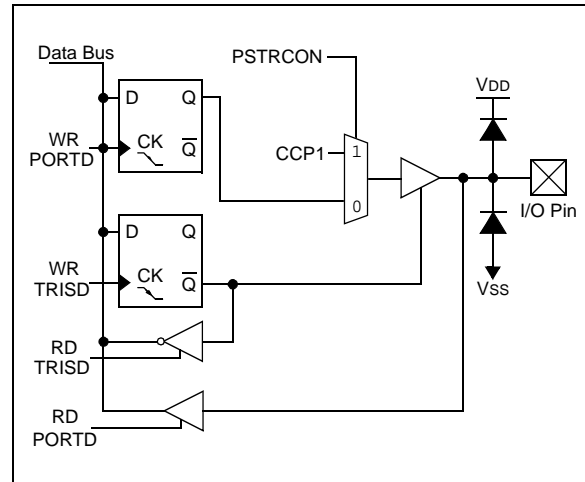 Data Bus
PSTRCON
VDD
D Q
WR
PORTD
CK Q
CCP1
1
0
I/O Pin
D Q
WR
TRISD
CK Q
VSS
RD
TRISD
RD
PORTD